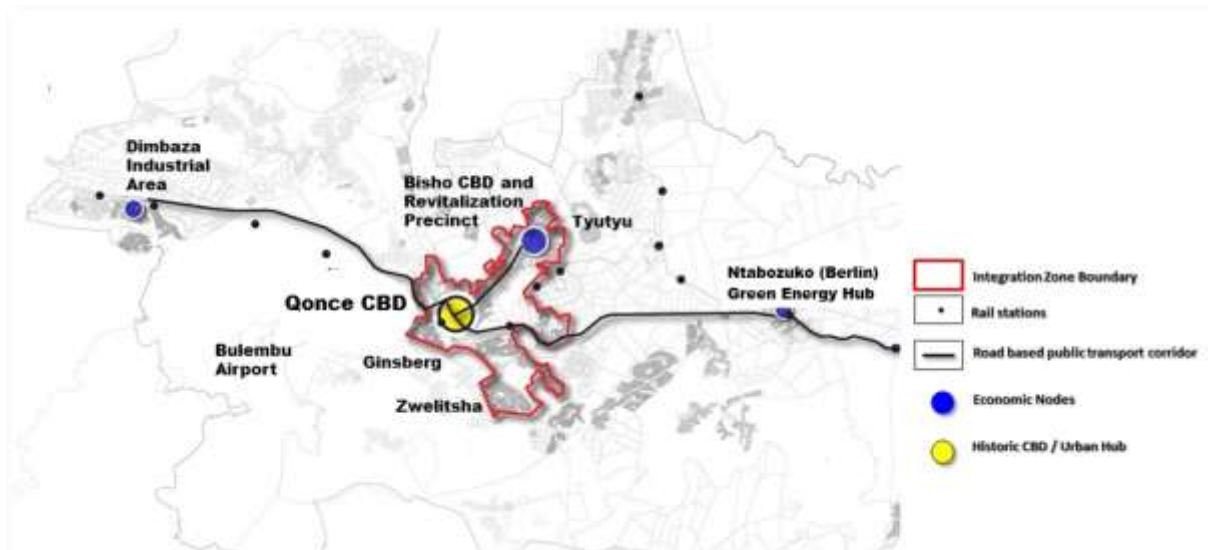 Dimbaza
Industrial
Area
Bisho CBD and
Revitalization
Precinct
Tyutyu
Ntabozuko (Berlin)
Green Energy Hub
Qonce CBD
Bulembu
Airport
Ginsberg
Zwelitsha
Integration Zone Boundary
Rail stations
Road based public transport corridor
Economic Nodes
Historic CBD / Urban Hub